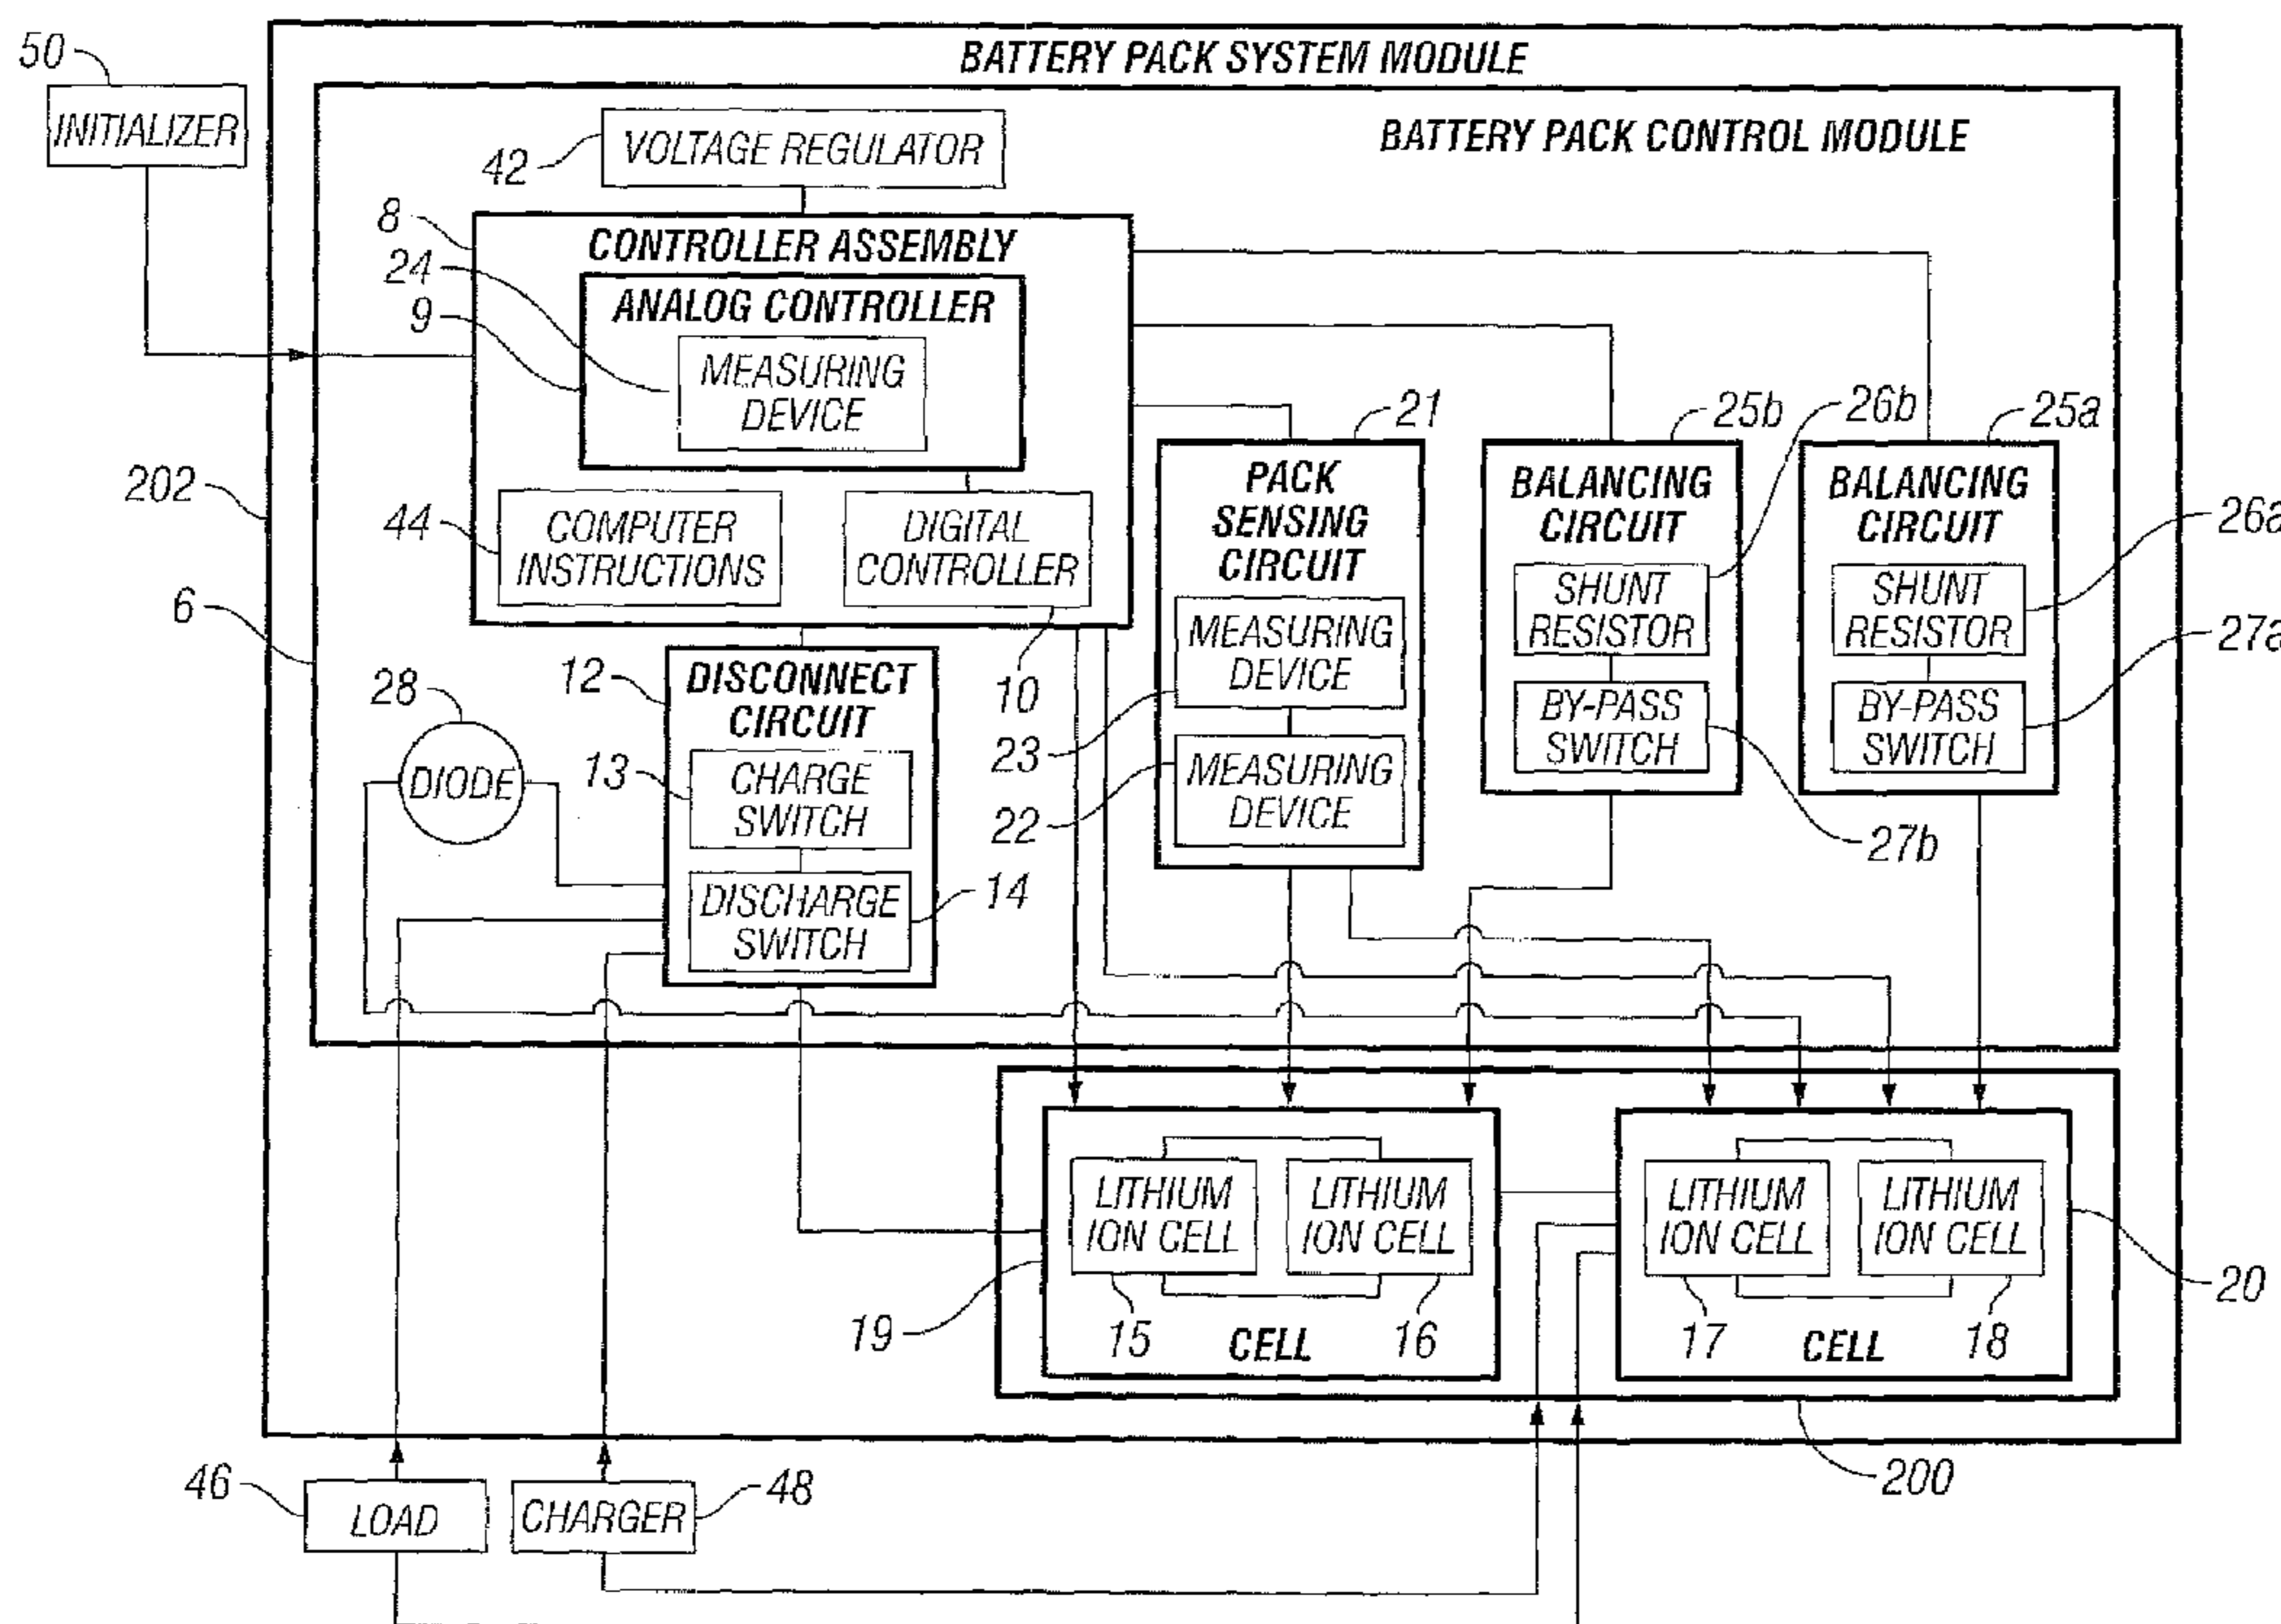 BATTERY PACK SYSTEM MODULE
50
INITIALIZER
BATTERY PACK CONTROL MODULE
42
VOLTAGE REGULATOR
8
CONTROLLER ASSEMBLY
24
9
ANALOG CONTROLLER
MEASURING
DEVICE
202
44
COMPUTER
INSTRUCTIONS
DIGITAL
CONTROLLER
10
6
21
PACK
SENSING
CIRCUIT
MEASURING
DEVICE
23
MEASURING
DEVICE
22
25b
26b
BALANCING
CIRCUIT
SHUNT
RESISTOR
BY-PASS
SWITCH
27b
25a
BALANCING
CIRCUIT
26a
SHUNT
RESISTOR
27a
BY-PASS
SWITCH
28
DIODE
12
DISCONNECT
CIRCUIT
13
CHARGE
SWITCH
DISCHARGE
SWITCH
14
19
LITHIUM
ION CELL
LITHIUM
ION CELL
15
16
CELL
LITHIUM
ION CELL
LITHIUM
ION CELL
17
18
CELL
20
200
46
LOAD
CHARGER
48